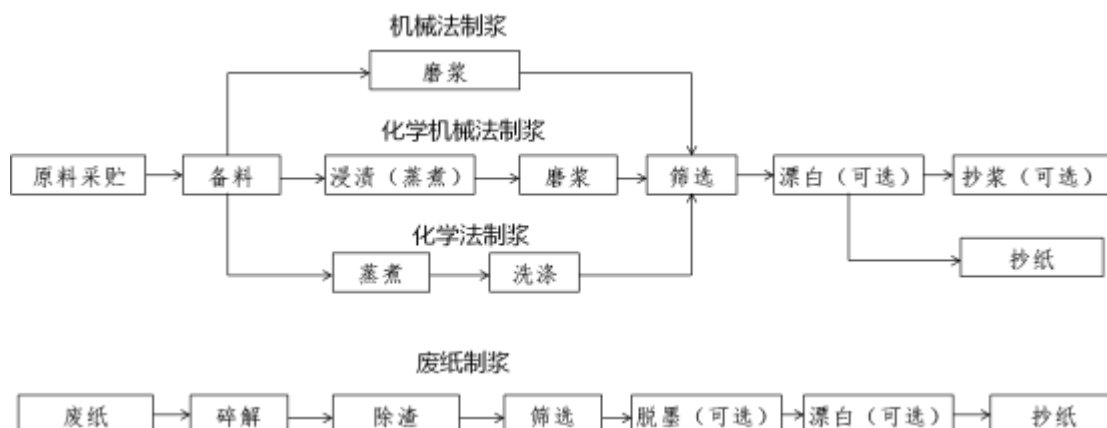 机械法制浆
磨浆
化学机械法制浆
原料采贮 备料 浸渍（蒸煮） 磨浆 筛选 漂白（可选） 抄浆（可选）
化学法制浆
蒸煮 洗涤 抄纸
废纸制浆
废纸 碎解 除渣 筛选 脱墨（可选） 漂白（可选） 抄纸